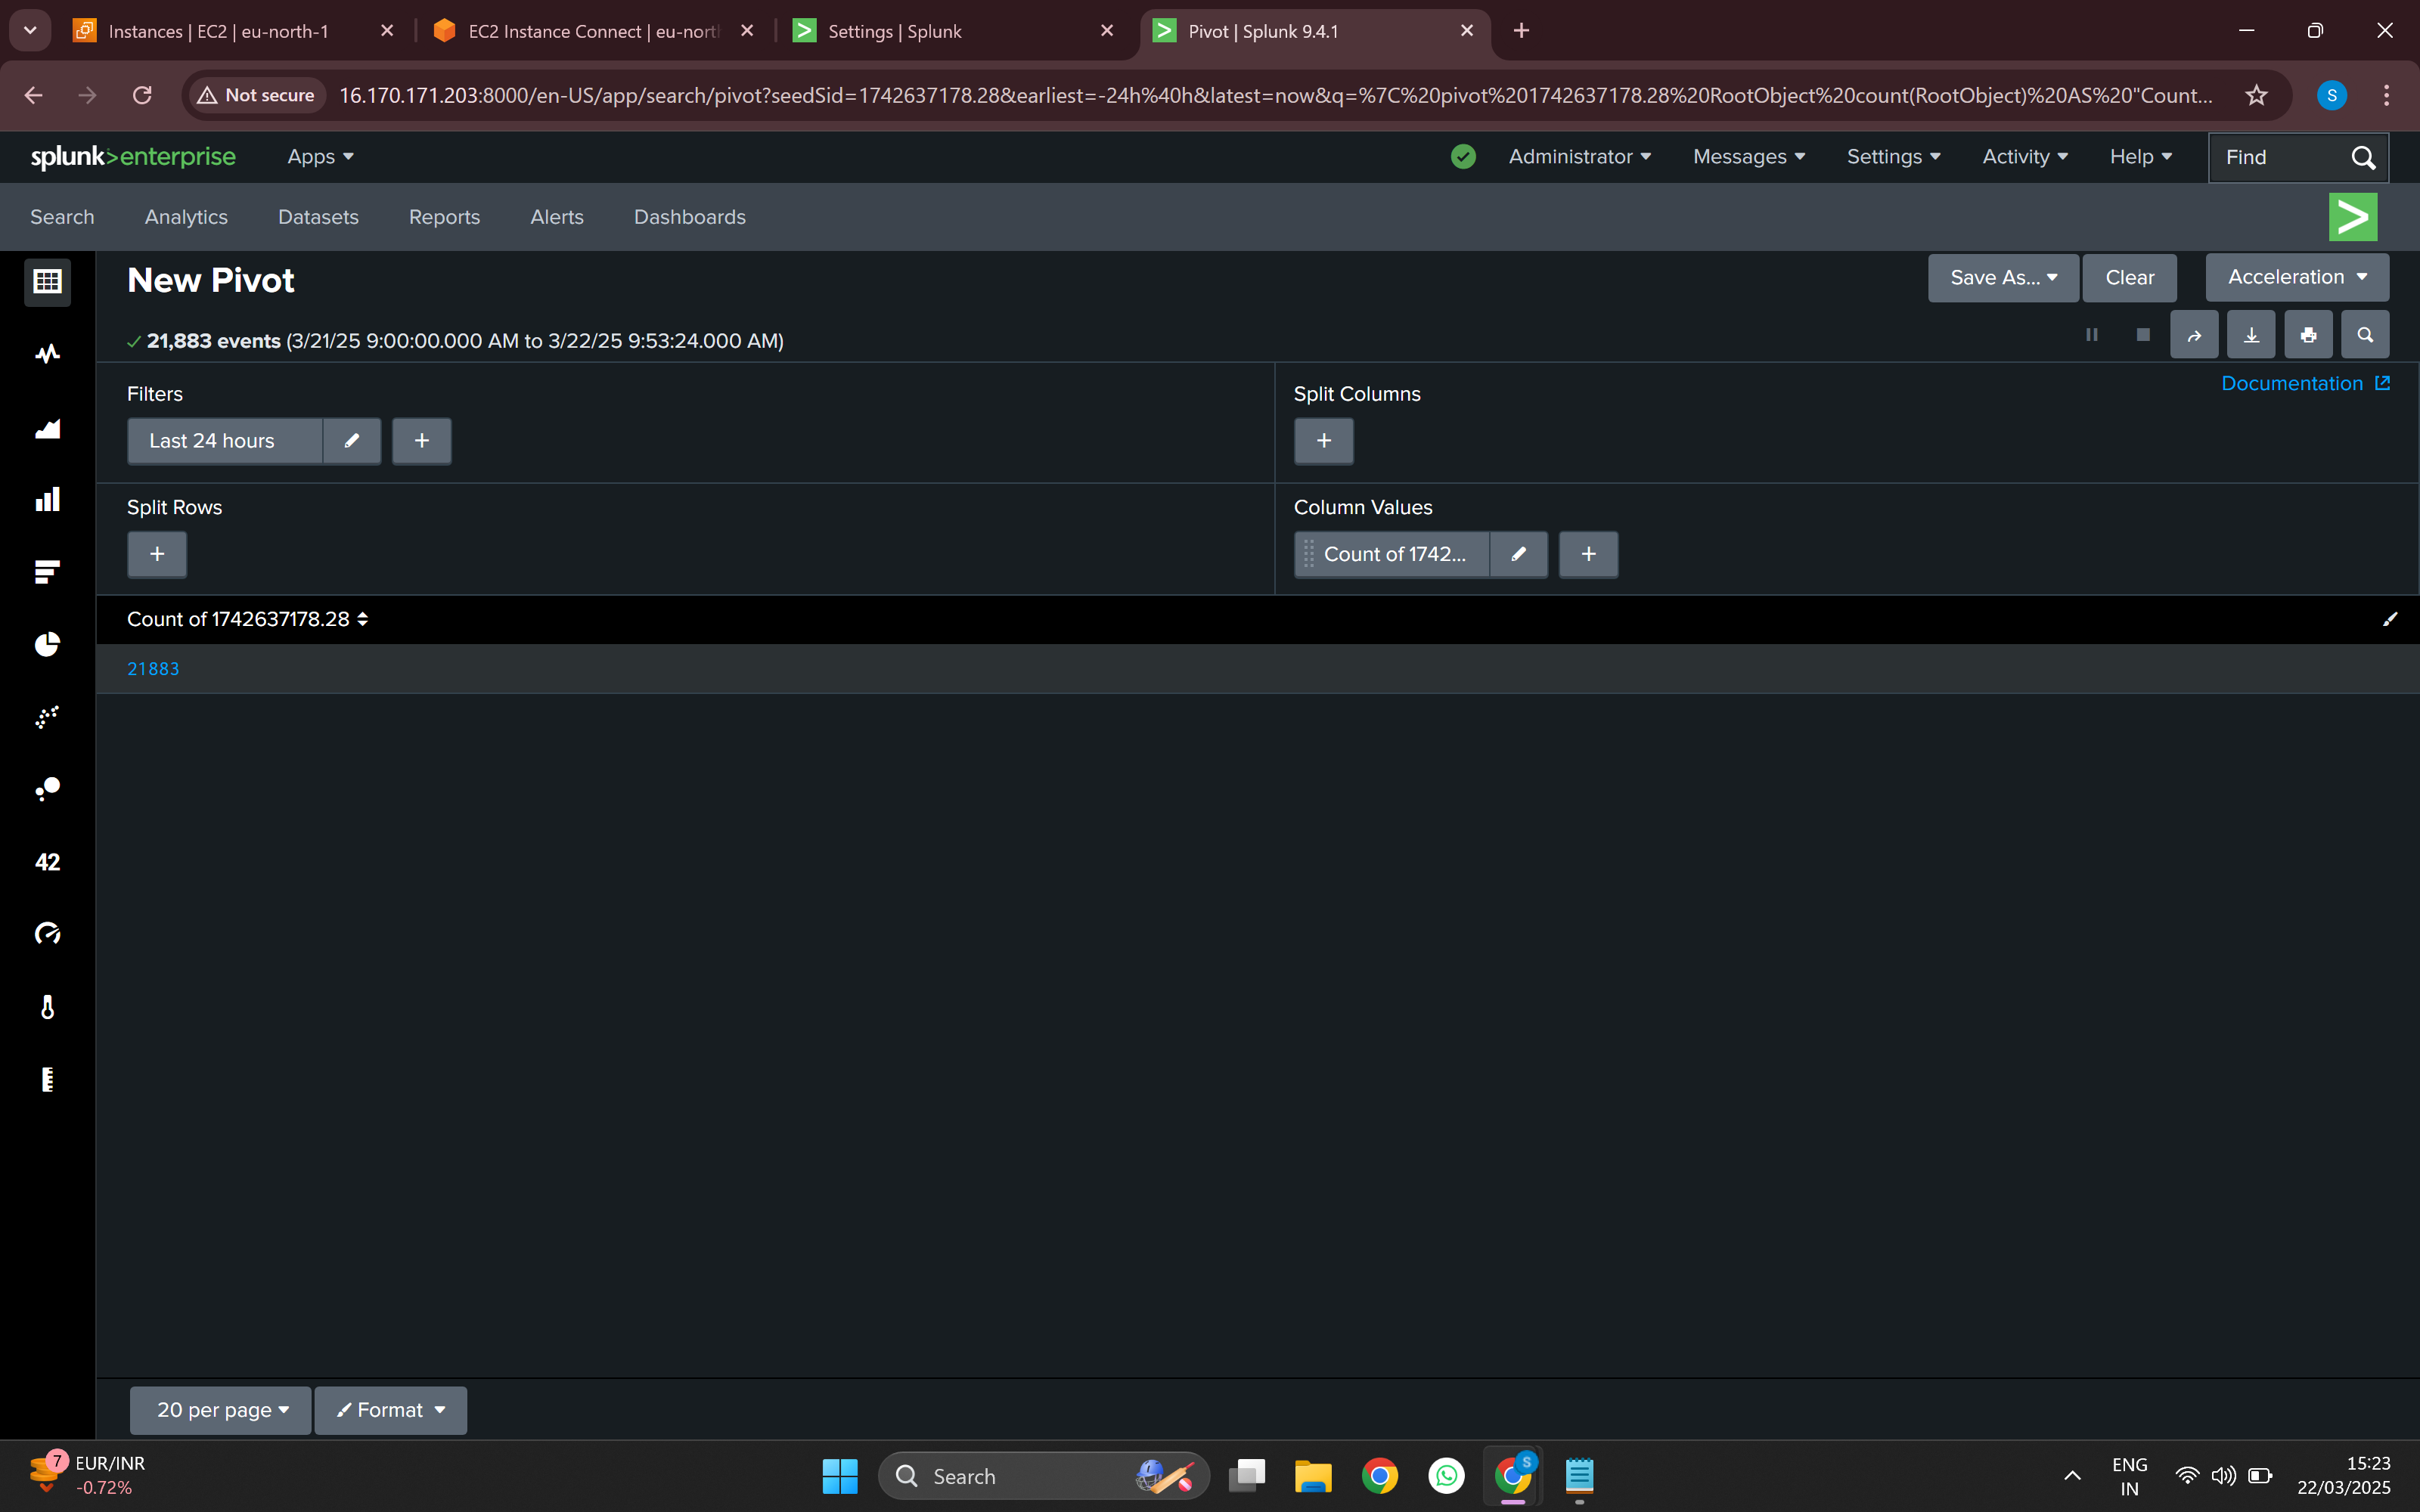 Instances | EC2 | eu-north-1
EC2 Instance Connect | eu-nort
Settings | Splunk
Pivot | Splunk 9.4.1
Not secure
16.170.171.203:8000/en-US/app/search/pivot?seedSid=1742637178.28&earliest=-24h%40h&latest=now&q=%7C%20pivot%201742637178.28%20RootObject%20count(RootObject)%20AS%20"Count...
S
splunk>enterprise
Apps
Administrator
Messages
Settings
Activity
Help
Find
Search
Analytics
Datasets
Reports
Alerts
Dashboards
New Pivot
Save As...
Clear
Acceleration
21,883 events (3/21/25 9:00:00.000 AM to 3/22/25 9:53:24.000 AM)
Documentation
Filters
Last 24 hours
Split Columns
Split Rows
Column Values
Count of 1742...
Count of 1742637178.28
21883
42
20 per page
Format
7
EUR/INR
-0.72%
Search
S
ENG
IN
15:23
22/03/2025